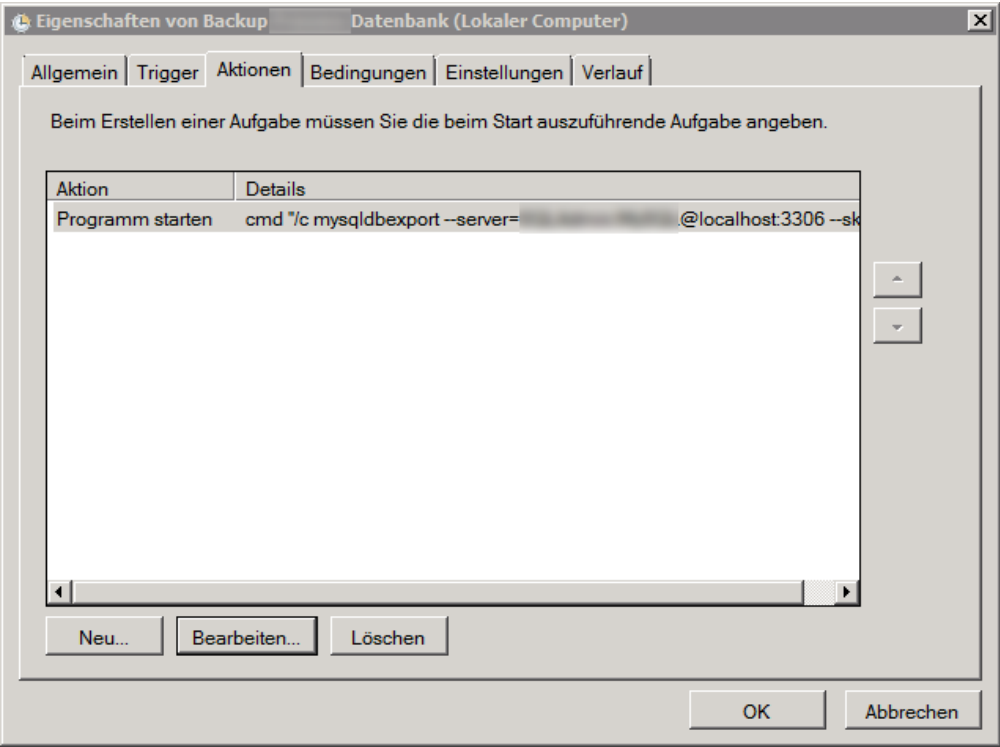 Eigenschaften von Backup Datenbank (Lokaler Computer)
Allgemein Trigger Aktionen Bedingungen Einstellungen Verlauf
Beim Erstellen einer Aufgabe müssen Sie die beim Start auszuführende Aufgabe angeben.
Aktion Details
Programm starten cmd "/c mysqldbexport --server= @localhost:3306 --sk
Neu... Bearbeiten... Löschen
OK Abbrechen